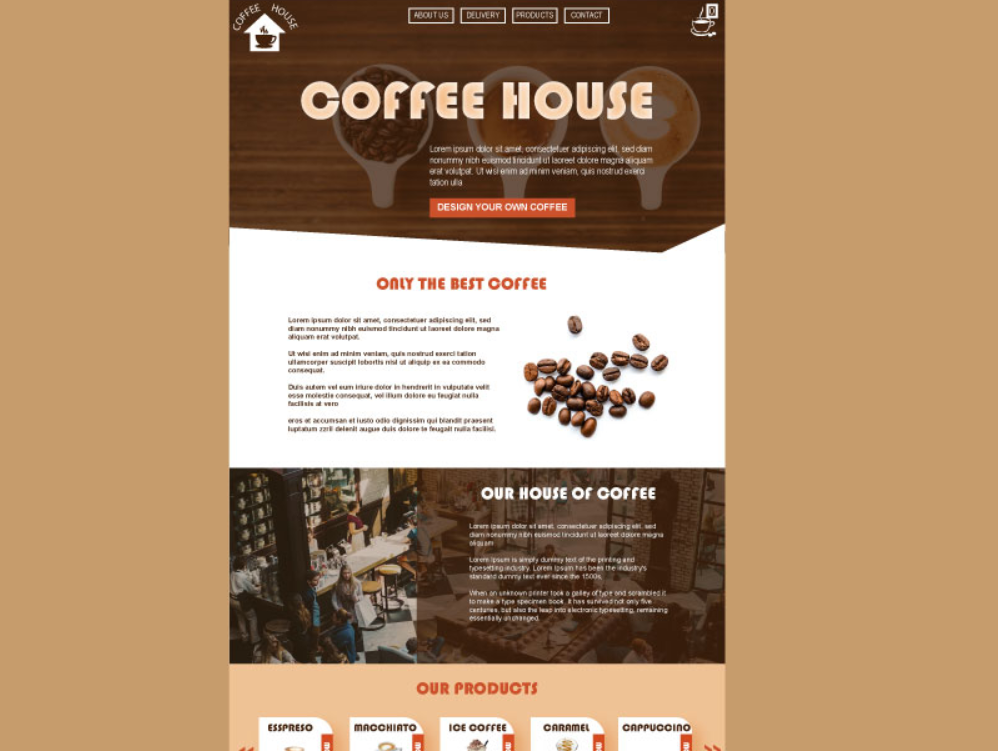 COFFEE HOUSE
ABOUT US DELIVERY PRODUCTS CONTACT
0
COFFEE HOUSE
Lorem ipsum dolor sit amet, consectetuer adipiscing elit, sed diam
nonummy nibh euismod tincidunt ut laoreet dolore magna aliquam
erat volutpat. Ut wisi enim ad minim veniam, quis nostrud exerci
tation ulla
DESIGN YOUR OWN COFFEE
ONLY THE BEST COFFEE
Lorem ipsum dolor sit amet, consectetuer adipiscing elit, sed
diam nonummy nibh euismod tincidunt ut laoreet dolore magna
aliquam erat volutpat.
Ut wisi enim ad minim veniam, quis nostrud exerci tation
ullamcorper suscipit lobortis nisl ut aliquip ex ea commodo
consequat.
Duis autem vel eum iriure dolor in hendrerit in vulputate velit
esse molestie consequat, vel illum dolore eu feugiat nulla
facilisis at vero
eros et accumsan et iusto odio dignissim qui blandit praesent
luptatum zzril delenit augue duis dolore te feugait nulla facilisi.
OUR HOUSE OF COFFEE
Lorem ipsum dolor sit amet, consectetuer adipiscing elit, sed
diam nonummy nibh euismod tincidunt ut laoreet dolore magna
aliquam
Lorem Ipsum is simply dummy text of the printing and
typesetting industry. Lorem Ipsum has been the industry's
standard dummy text ever since the 1500s,
When an unknown printer took a galley of type and scrambled it
to make a type specimen book. It has survived not only five
centuries, but also the leap into electronic typesetting, remaining
essentially unchanged.
OUR PRODUCTS
ESSPRESO MACCHIATO ICE COFFEE CARAMEL CAPPUCCINO